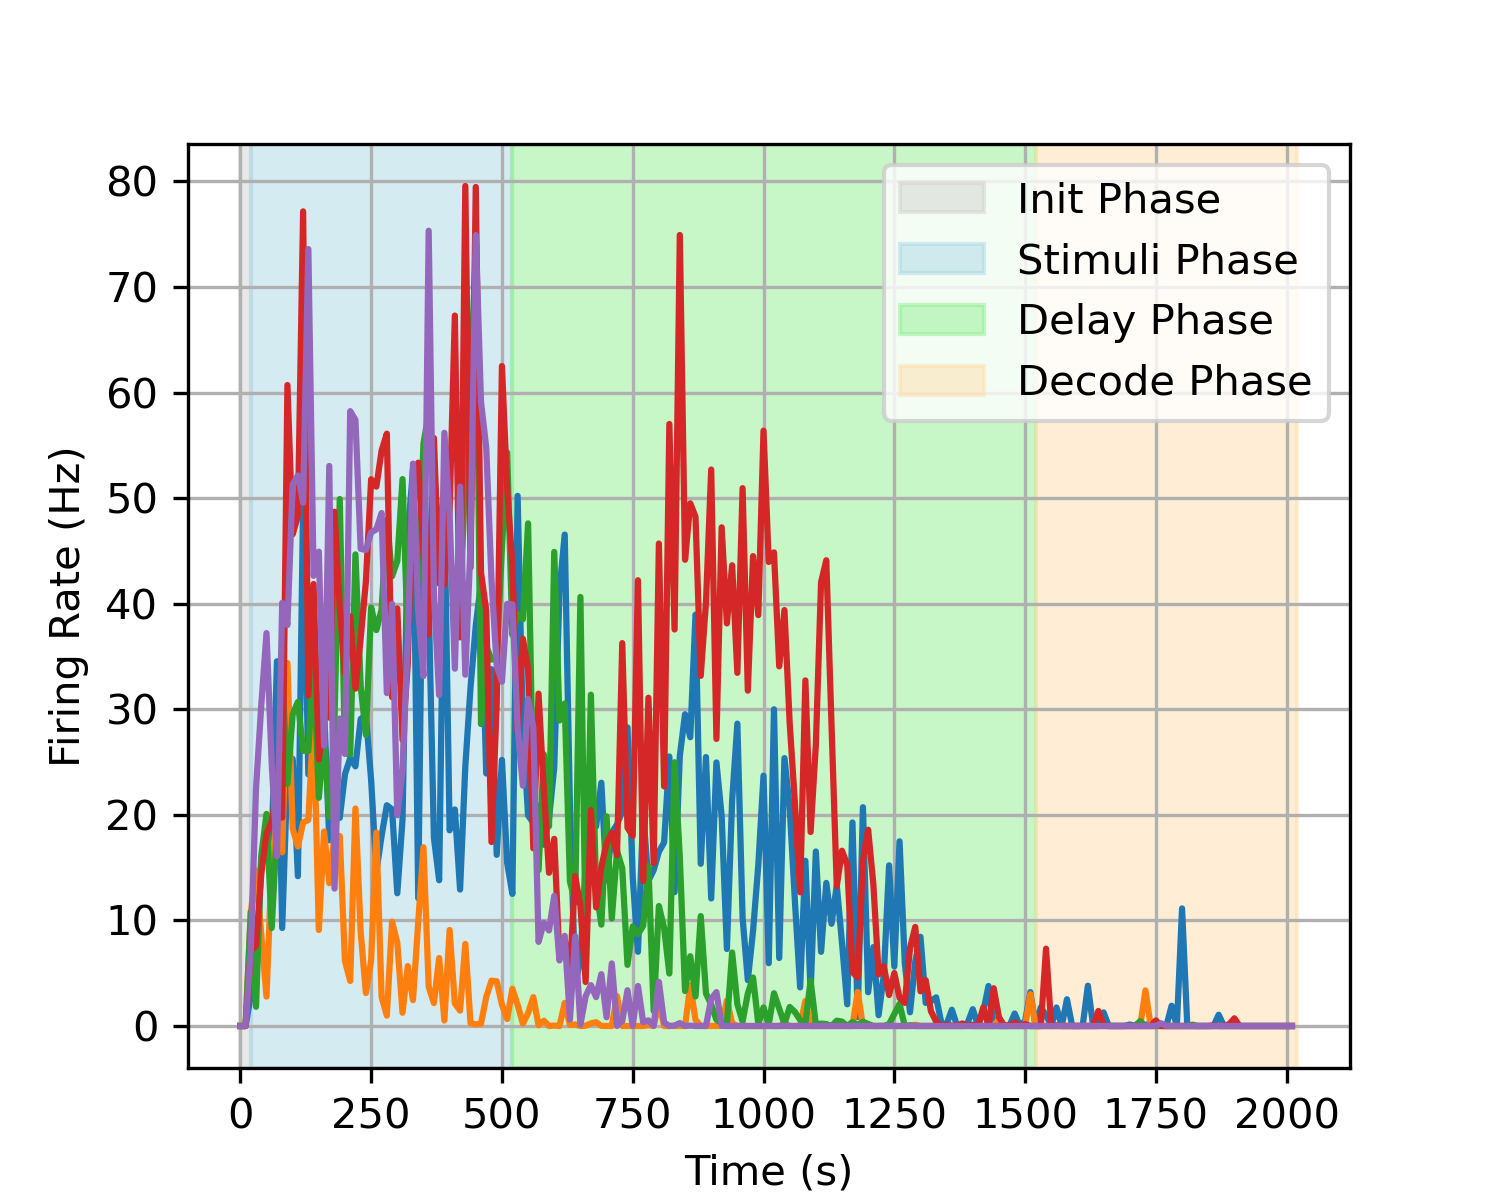 80
70
60
50
40
30
20
10
0
Firing Rate (Hz)
Init Phase
Stimuli Phase
Delay Phase
Decode Phase
0 250 500 750 1000 1250 1500 1750 2000
Time (s)